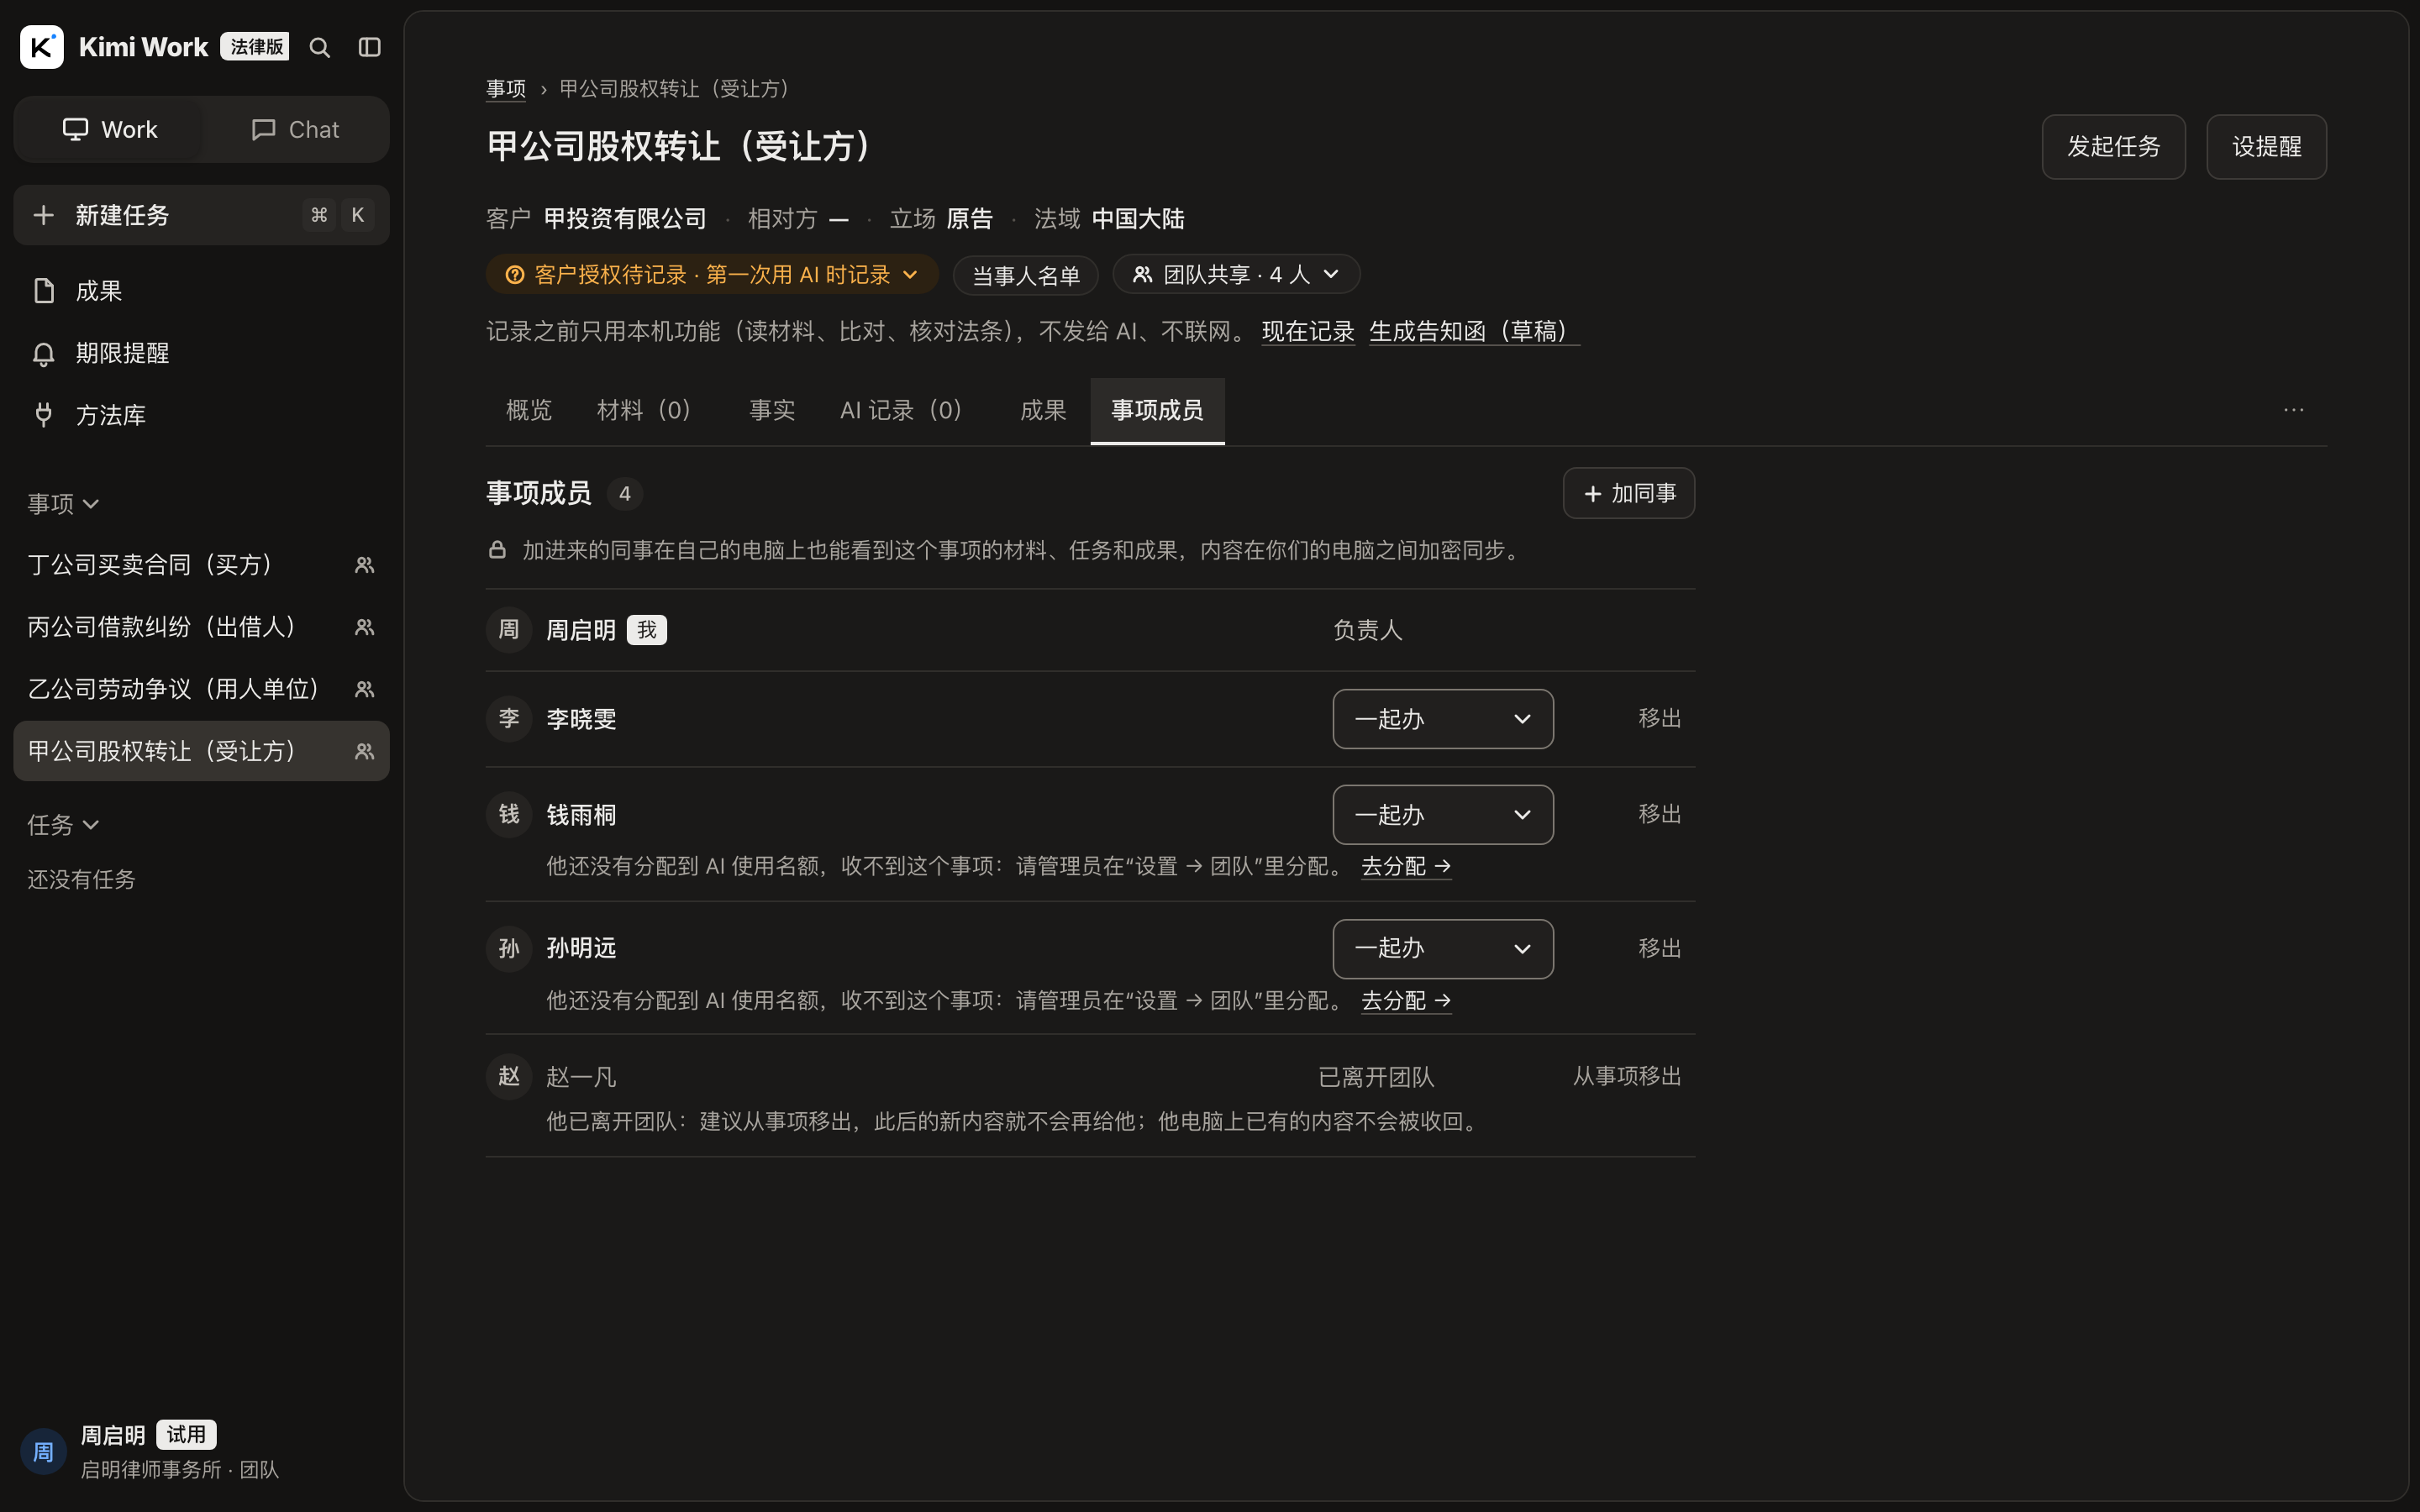 Kimi Work 法律版
Work
Chat
新建任务 ⌘ K
成果
期限提醒
方法库
事项
丁公司买卖合同（买方）
丙公司借款纠纷（出借人）
乙公司劳动争议（用人单位）
甲公司股权转让（受让方）
任务
还没有任务
周 周启明 试用
启明律师事务所 · 团队
事项 › 甲公司股权转让（受让方）
甲公司股权转让（受让方）
发起任务
设提醒
客户 甲投资有限公司 · 相对方 — · 立场 原告 · 法域 中国大陆
客户授权待记录 · 第一次用 AI 时记录
当事人名单
团队共享 · 4 人
记录之前只用本机功能（读材料、比对、核对法条），不发给 AI、不联网。 现在记录 生成告知函（草稿）
概览 材料（0） 事实 AI 记录（0） 成果 事项成员 ···
事项成员 4
+ 加同事
加进来的同事在自己的电脑上也能看到这个事项的材料、任务和成果，内容在你们的电脑之间加密同步。
周 周启明 我 负责人
李 李晓雯 一起办 移出
钱 钱雨桐 一起办 移出
他还没有分配到 AI 使用名额，收不到这个事项：请管理员在“设置 → 团队”里分配。 去分配 →
孙 孙明远 一起办 移出
他还没有分配到 AI 使用名额，收不到这个事项：请管理员在“设置 → 团队”里分配。 去分配 →
赵 赵一凡 已离开团队 从事项移出
他已离开团队：建议从事项移出，此后的新内容就不会再给他；他电脑上已有的内容不会被收回。